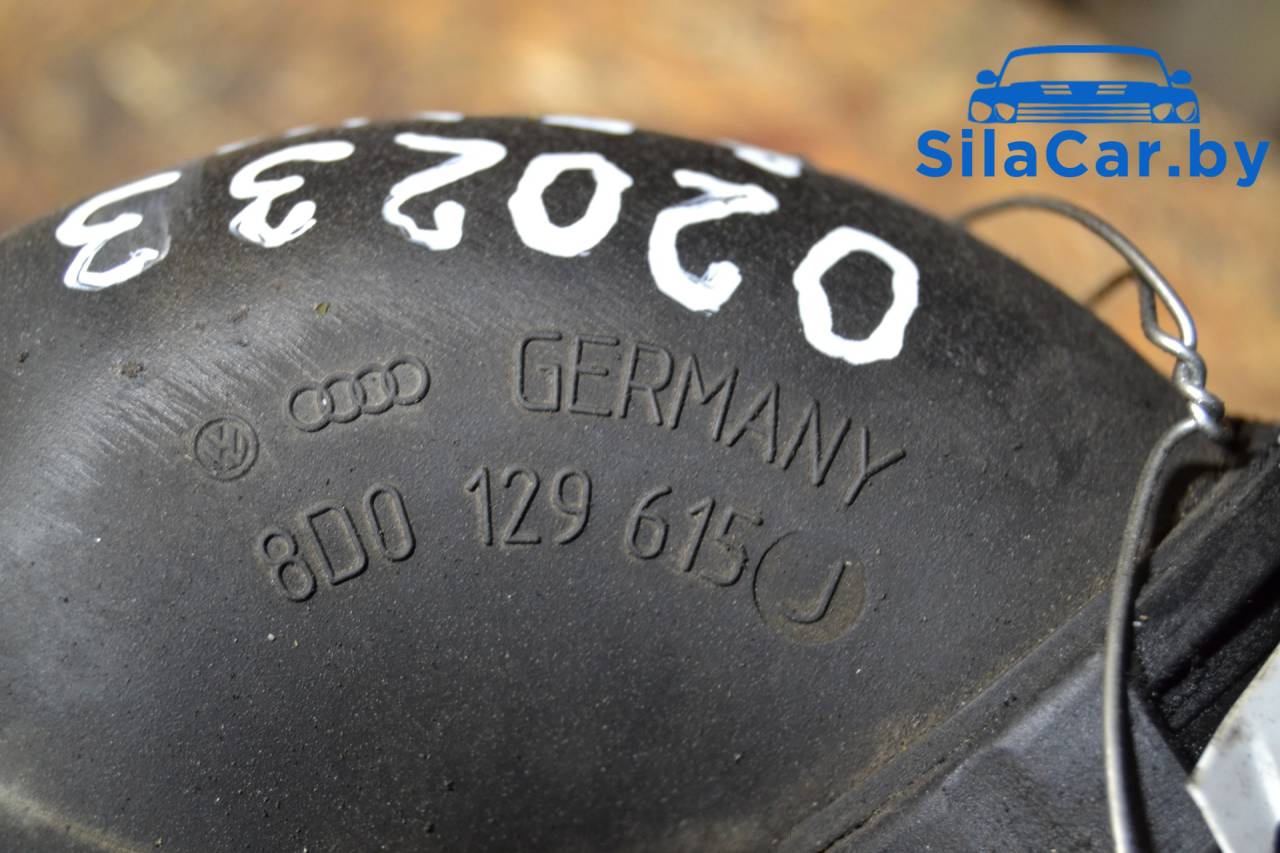 SilaCar.by
020233
GERMANY
8D0 129 615 J